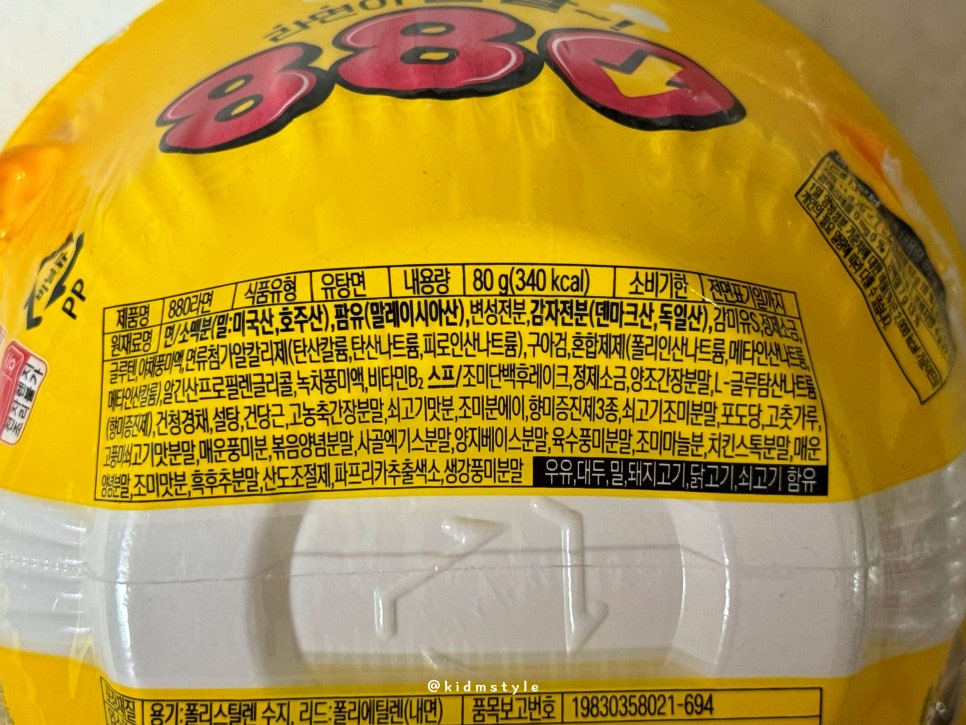 라면이
880
제품명 880라면 식품유형 유탕면 내용량 80 g(340 kcal) 소비기한 전면표기일까지
원재료명 면/소맥분(밀:미국산,호주산),팜유(말레이시아산),변성전분,감자전분(덴마크산,독일산),감미유S,정제소금,
글루텐,야채풍미액,면류첨가알칼리제(탄산칼륨,탄산나트륨,피로인산나트륨),구아검,혼합제제(폴리인산나트륨,메타인산나트륨,
메타인산칼륨),알긴산프로필렌글리콜,녹차풍미액,비타민B₂ 스프/조미단백후레이크,정제소금,양조간장분말,L-글루탐산나트륨
(향미증진제),건청경채,설탕,건당근,고농축간장분말,쇠고기맛분,조미분에이,향미증진제3종,쇠고기조미분말,포도당,고춧가루,
고풍미쇠고기맛분말,매운풍미분,볶음양념분말,사골엑기스분말,양지베이스분말,육수풍미분말,조미마늘분,치킨스톡분말,매운
양념분말,조미맛분,흑후추분말,산도조절제,파프리카추출색소,생강풍미분말 우유,대두,밀,돼지고기,닭고기,쇠고기 함유
PP
@kidmstyle
용기:폴리스틸렌 수지, 리드:폴리에틸렌(내면) 품목보고번호 19830358021-694